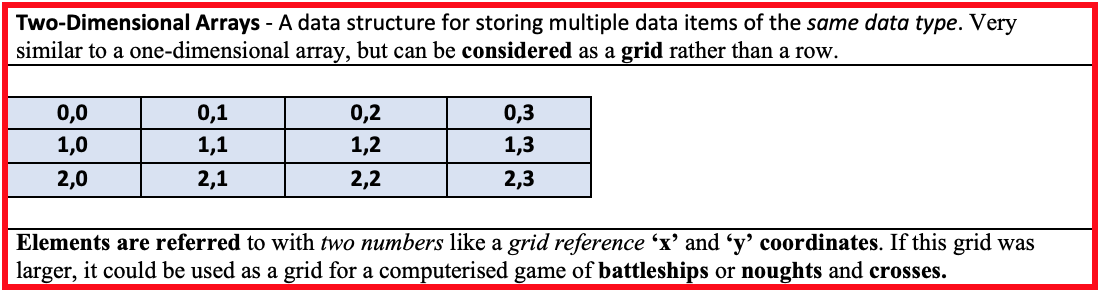 Two-Dimensional Arrays - A data structure for storing multiple data items of the same data type. Very
similar to a one-dimensional array, but can be considered as a grid rather than a row.
0,0 0,1 0,2 0,3
1,0 1,1 1,2 1,3
2,0 2,1 2,2 2,3
Elements are referred to with two numbers like a grid reference ‘x’ and ‘y’ coordinates. If this grid was
larger, it could be used as a grid for a computerised game of battleships or noughts and crosses.